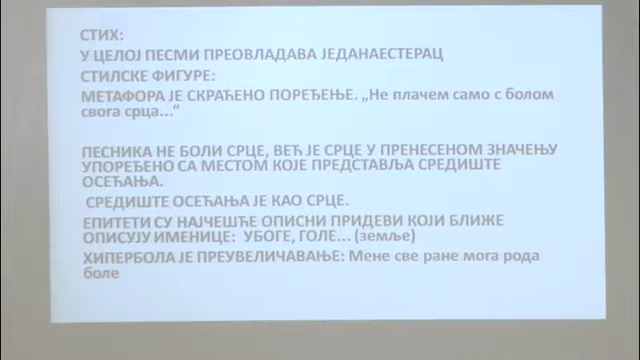 СТИХ:
У ЦЕЛОЈ ПЕСМИ ПРЕОВЛАДАВА ЈЕДАНАЕСТЕРАЦ
СТИЛСКЕ ФИГУРЕ:
МЕТАФОРА ЈЕ СКРАЋЕНО ПОРЕЂЕЊЕ. „Не плачем само с болом
свога срца...“
ПЕСНИКА НЕ БОЛИ СРЦЕ, ВЕЋ ЈЕ СРЦЕ У ПРЕНЕСЕНОМ ЗНАЧЕЊУ
УПОРЕЂЕНО СА МЕСТОМ КОЈЕ ПРЕДСТАВЉА СРЕДИШТЕ
ОСЕЋАЊА.
СРЕДИШТЕ ОСЕЋАЊА ЈЕ КАО СРЦЕ.
ЕПИТЕТИ СУ НАЈЧЕШЋЕ ОПИСНИ ПРИДЕВИ КОЈИ БЛИЖЕ
ОПИСУЈУ ИМЕНИЦЕ: УБОГЕ, ГОЛЕ... (земље)
ХИПЕРБОЛА ЈЕ ПРЕУВЕЛИЧАВАЊЕ: Мене све ране мога рода
боле